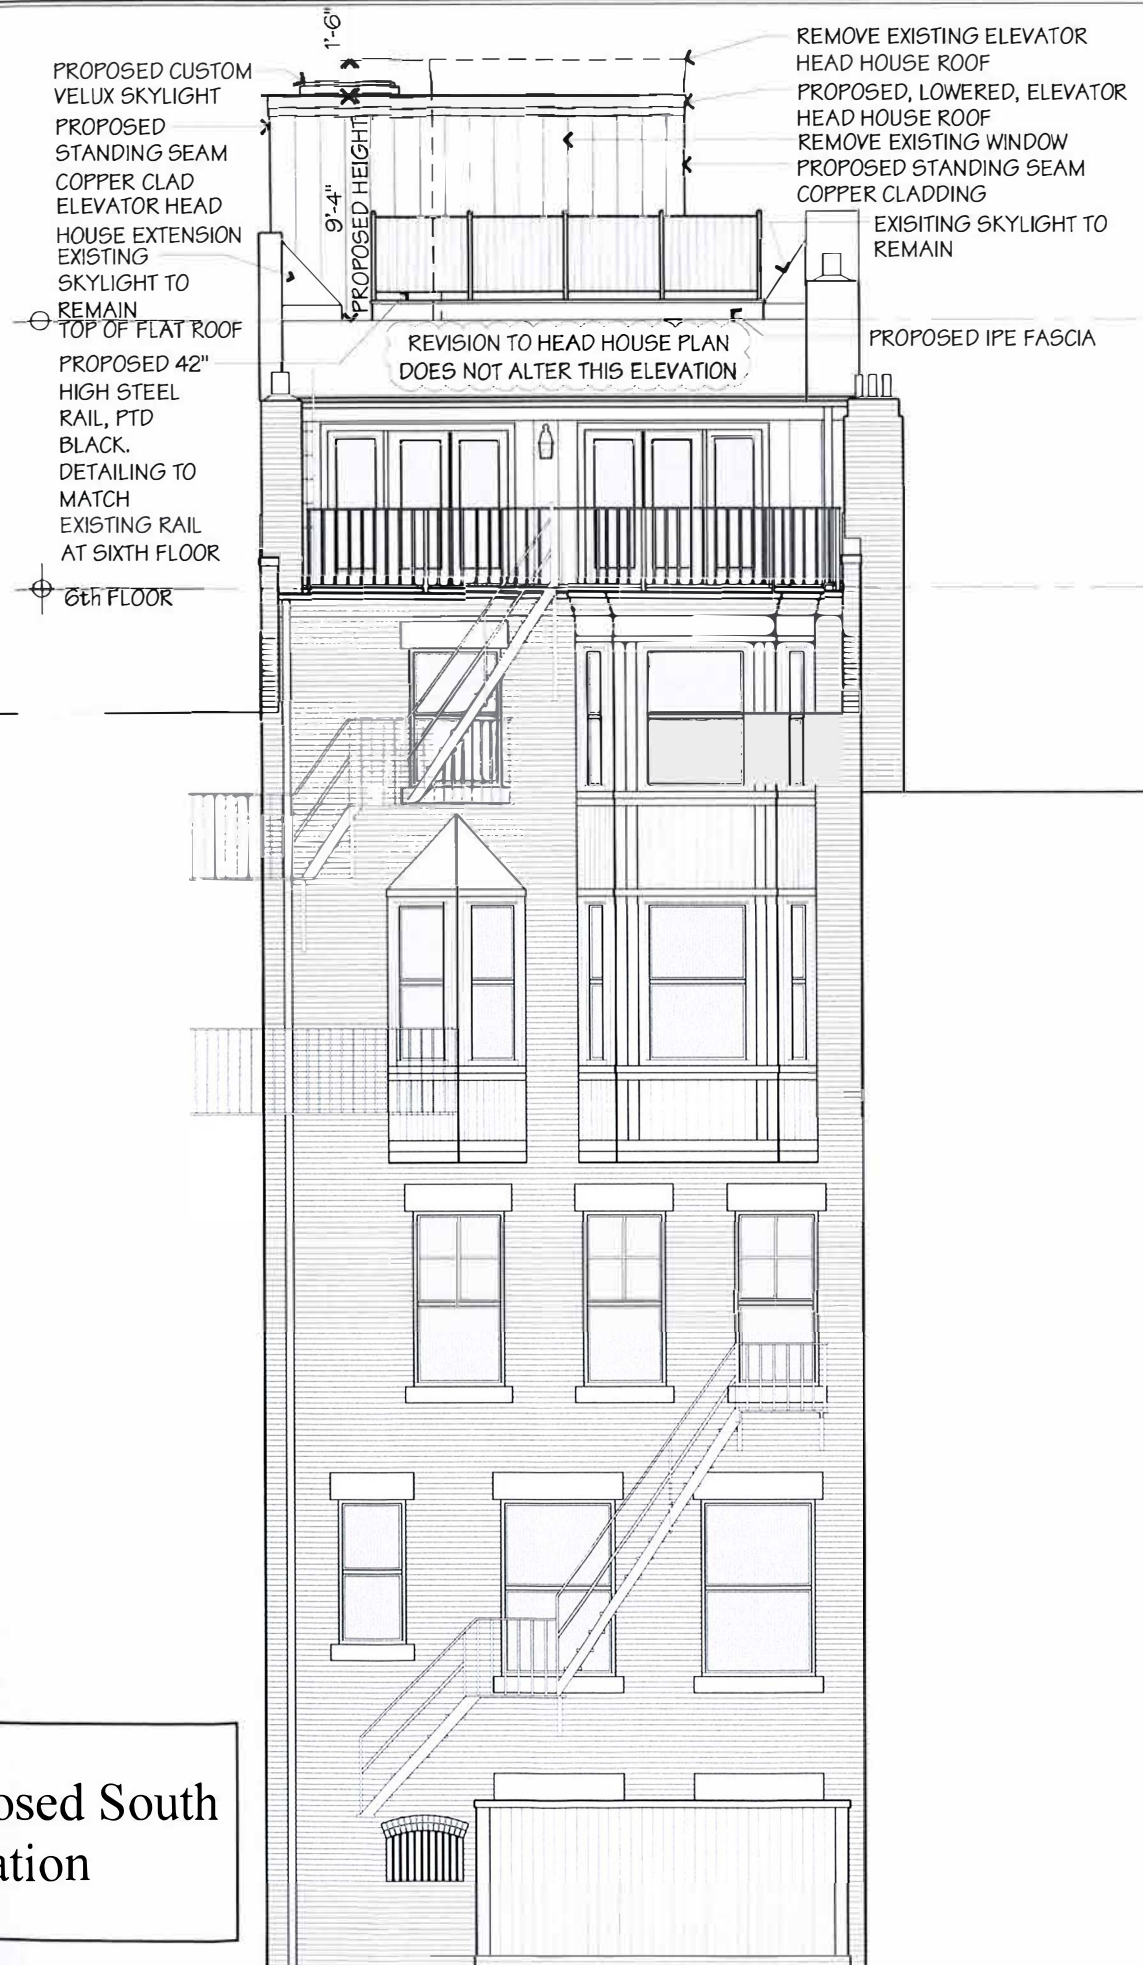 1'-6"
PROPOSED CUSTOM
VELUX SKYLIGHT
PROPOSED
STANDING SEAM
COPPER CLAD
ELEVATOR HEAD
HOUSE EXTENSION
EXISTING
SKYLIGHT TO
REMAIN
TOP OF FLAT ROOF
PROPOSED 42"
HIGH STEEL
RAIL, PTD
BLACK.
DETAILING TO
MATCH
EXISTING RAIL
AT SIXTH FLOOR
6th FLOOR
9'-4"
PROPOSED HEIGHT
REMOVE EXISTING ELEVATOR
HEAD HOUSE ROOF
PROPOSED, LOWERED, ELEVATOR
HEAD HOUSE ROOF
REMOVE EXISTING WINDOW
PROPOSED STANDING SEAM
COPPER CLADDING
EXISITING SKYLIGHT TO
REMAIN
PROPOSED IPE FASCIA
REVISION TO HEAD HOUSE PLAN
DOES NOT ALTER THIS ELEVATION
osed South
ation